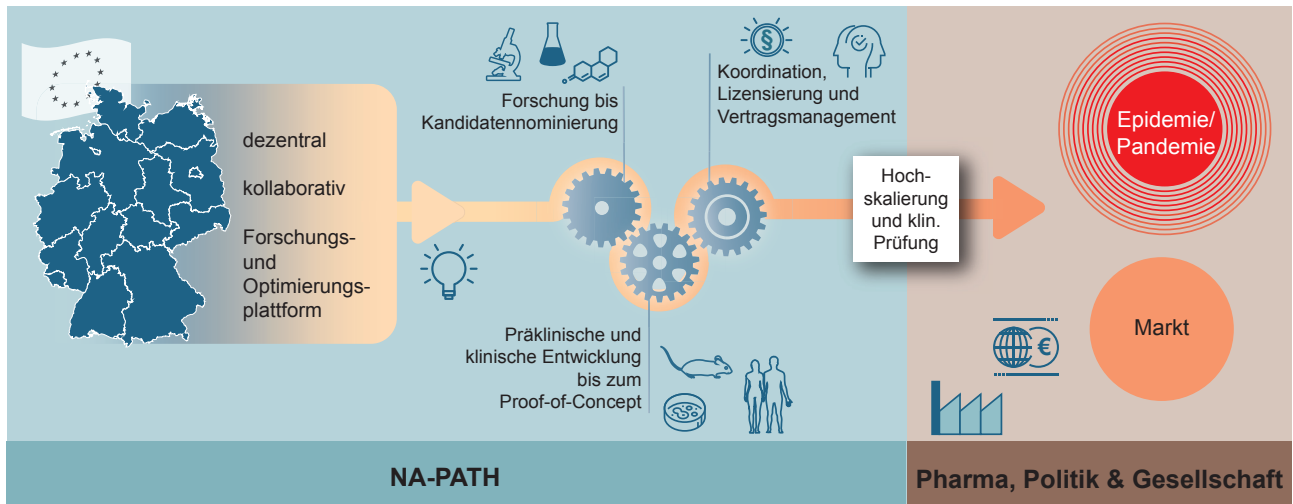 dezentral
kollaborativ
Forschungs-
und
Optimierungs-
plattform
Forschung bis
Kandidatennominierung
§
Koordination,
Lizensierung und
Vertragsmanagement
Präklinische und
klinische Entwicklung
bis zum
Proof-of-Concept
Hoch-
skalierung
und klin.
Prüfung
Epidemie/
Pandemie
€
Markt
NA-PATH
Pharma, Politik & Gesellschaft